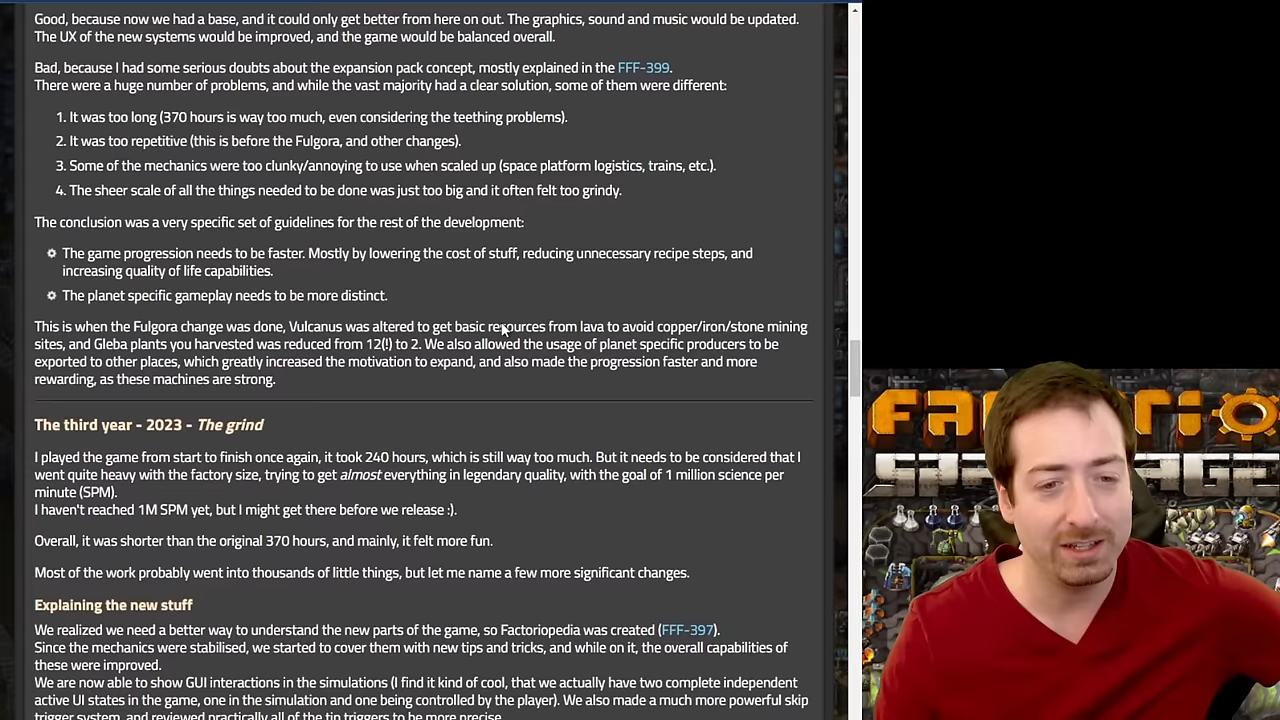 Good, because now we had a base, and it could only get better from here on out. The graphics, sound and music would be updated.
The UX of the new systems would be improved, and the game would be balanced overall.
Bad, because I had some serious doubts about the expansion pack concept, mostly explained in the FFF-399.
There were a huge number of problems, and while the vast majority had a clear solution, some of them were different:
1. It was too long (370 hours is way too much, even considering the teething problems).
2. It was too repetitive (this is before the Fulgora, and other changes).
3. Some of the mechanics were too clunky/annoying to use when scaled up (space platform logistics, trains, etc.).
4. The sheer scale of all the things needed to be done was just too big and it often felt too grindy.
The conclusion was a very specific set of guidelines for the rest of the development:
The game progression needs to be faster. Mostly by lowering the cost of stuff, reducing unnecessary recipe steps, and
increasing quality of life capabilities.
The planet specific gameplay needs to be more distinct.
This is when the Fulgora change was done, Vulcanus was altered to get basic resources from lava to avoid copper/iron/stone mining
sites, and Gleba plants you harvested was reduced from 12(!) to 2. We also allowed the usage of planet specific producers to be
exported to other places, which greatly increased the motivation to expand, and also made the progression faster and more
rewarding, as these machines are strong.
The third year - 2023 - The grind
I played the game from start to finish once again, it took 240 hours, which is still way too much. But it needs to be considered that I
went quite heavy with the factory size, trying to get almost everything in legendary quality, with the goal of 1 million science per
minute (SPM).
I haven't reached 1M SPM yet, but I might get there before we release :).
Overall, it was shorter than the original 370 hours, and mainly, it felt more fun.
Most of the work probably went into thousands of little things, but let me name a few more significant changes.
Explaining the new stuff
We realized we need a better way to understand the new parts of the game, so Factoriopedia was created (FFF-397).
Since the mechanics were stabilised, we started to cover them with new tips and tricks, and while on it, the overall capabilities of
these were improved.
We are now able to show GUI interactions in the simulations (I find it kind of cool, that we actually have two complete independent
active UI states in the game, one in the simulation and one being controlled by the player). We also made a much more powerful skip
trigger system, and reviewed practically all of the tip triggers to be more precise.